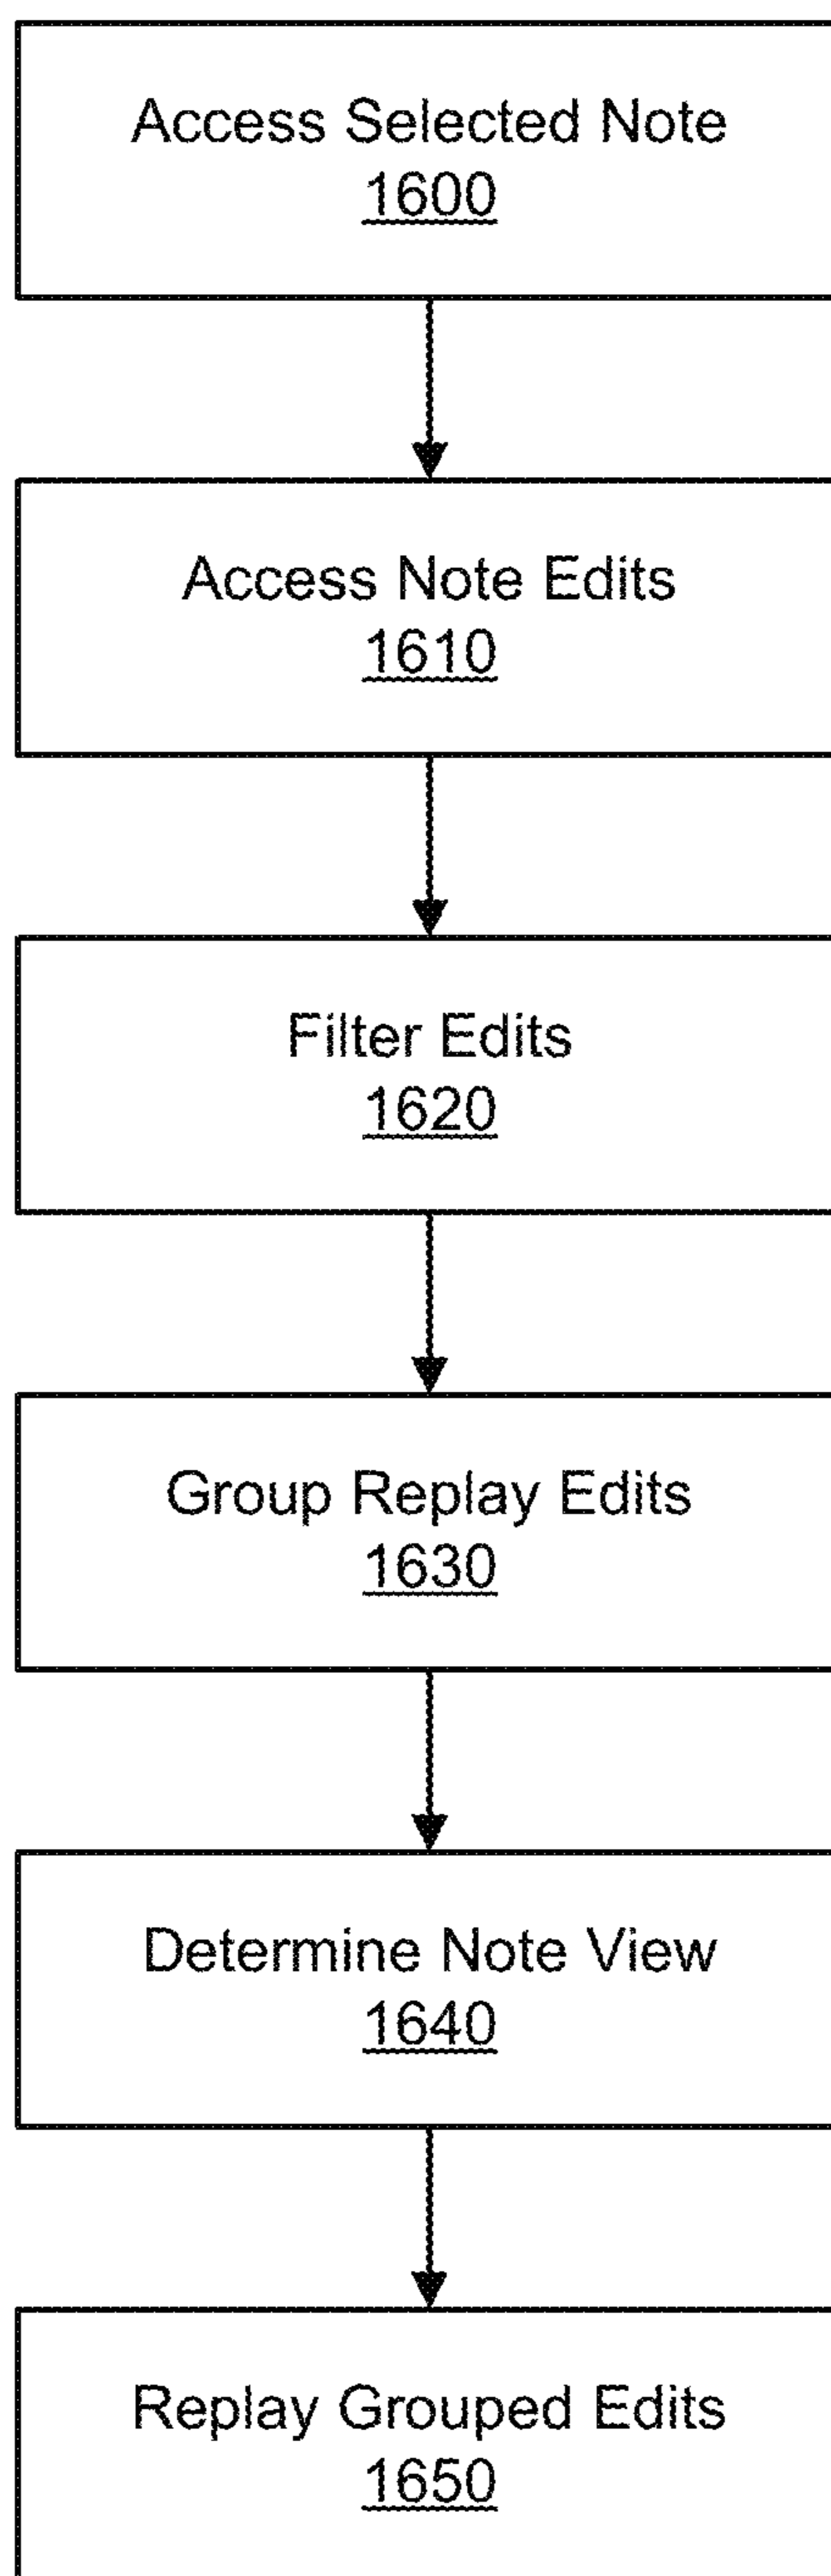 Access Selected Note
1600
Access Note Edits
1610
Filter Edits
1620
Group Replay Edits
1630
Determine Note View
1640
Replay Grouped Edits
1650